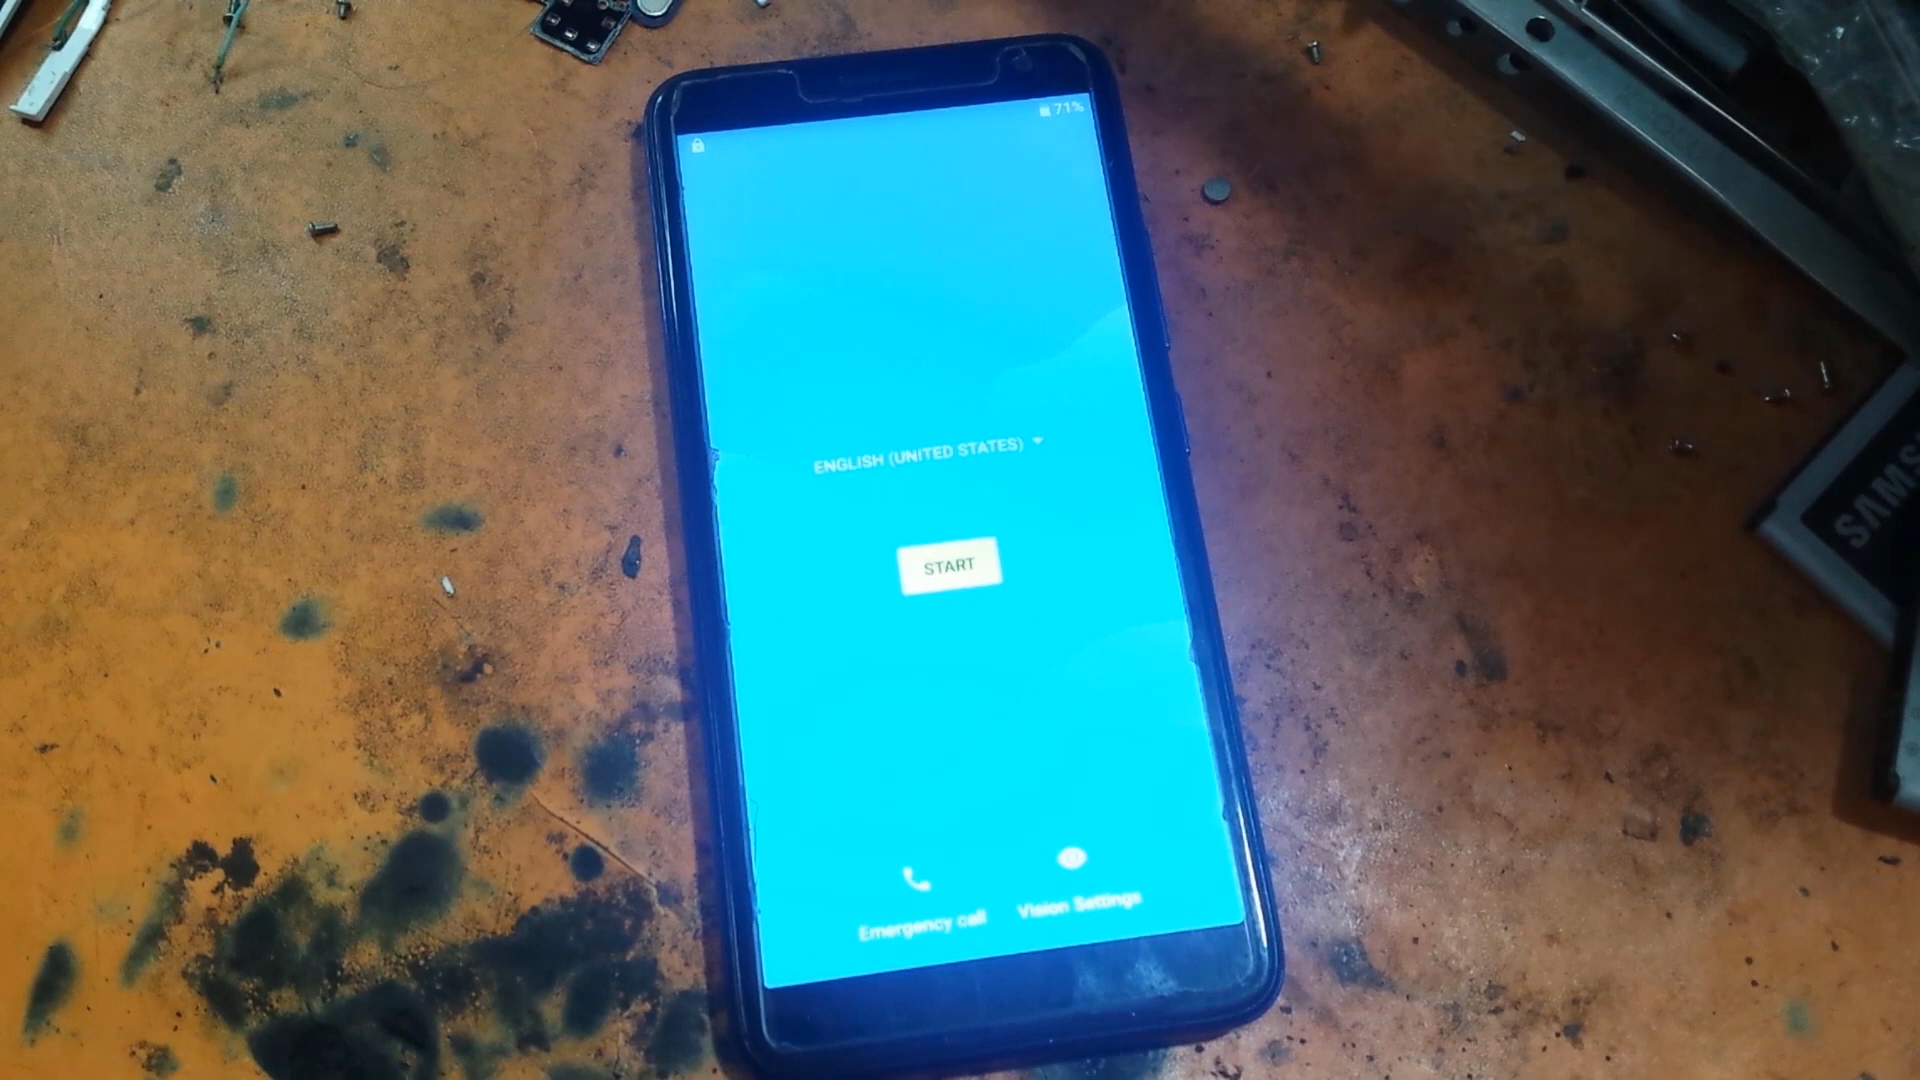 71%
ENGLISH (UNITED STATES)
START
Emergency call
Vision Settings
SAMS